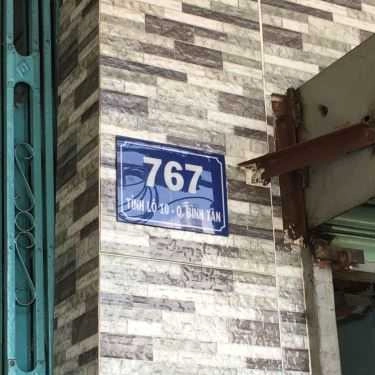 767
TỈNH LỘ 10 - Q. BÌNH TÂN